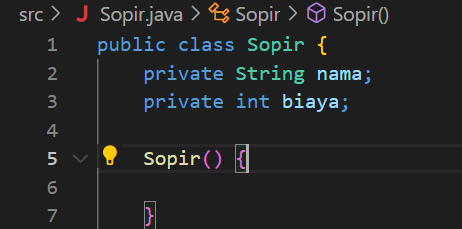 src > J Sopir.java > Sopir > Sopir()
1 public class Sopir {
2 private String nama;
3 private int biaya;
4
5 Sopir() {
6
7 }